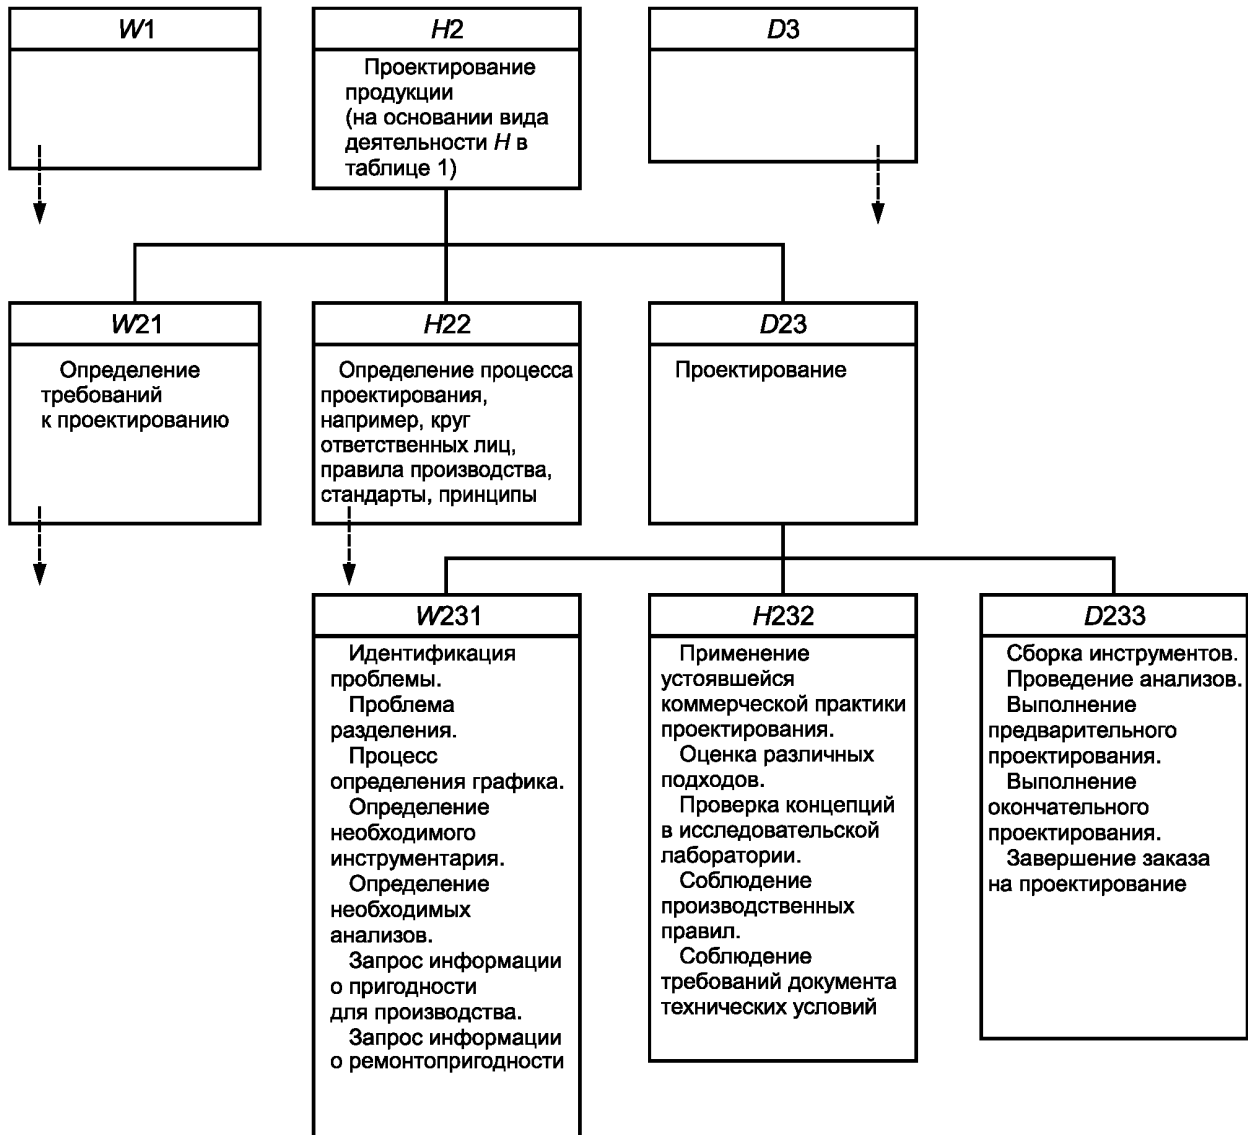 W1
H2
Проектирование
продукции
(на основании вида
деятельности H в
таблице 1)
D3
W21
Определение
требований
к проектированию
H22
Определение процесса
проектирования,
например, круг
ответственных лиц,
правила производства,
стандарты, принципы
D23
Проектирование
W231
Идентификация
проблемы.
Проблема
разделения.
Процесс
определения графика.
Определение
необходимого
инструментария.
Определение
необходимых
анализов.
Запрос информации
о пригодности
для производства.
Запрос информации
о ремонтопригодности
H232
Применение
устоявшейся
коммерческой практики
проектирования.
Оценка различных
подходов.
Проверка концепций
в исследовательской
лаборатории.
Соблюдение
производственных
правил.
Соблюдение
требований документа
технических условий
D233
Сборка инструментов.
Проведение анализов.
Выполнение
предварительного
проектирования.
Выполнение
окончательного
проектирования.
Завершение заказа
на проектирование